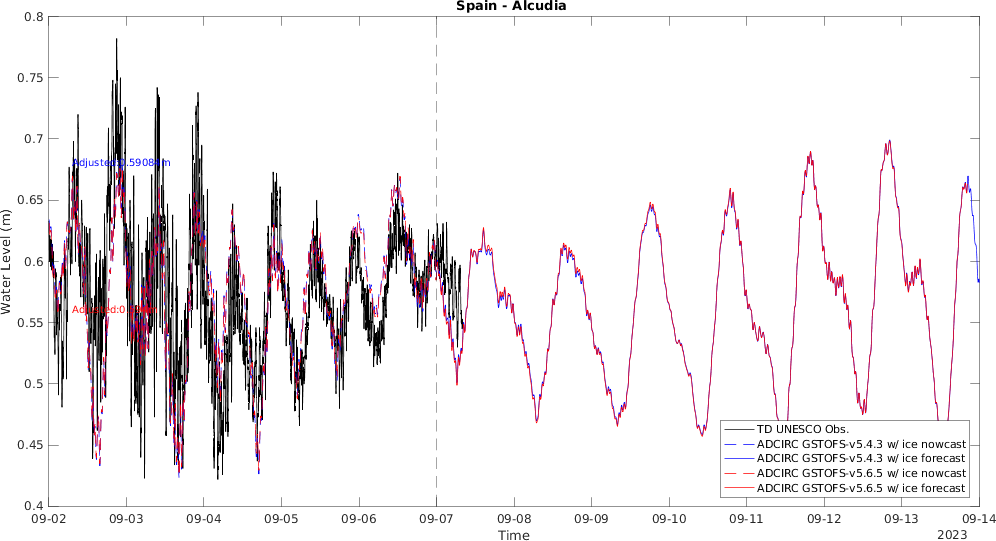 Spain - Alcudia
Water Level (m)
0.8
0.75
0.7
0.65
0.6
0.55
0.5
0.45
0.4
Adjusted:0.5908 m
TD UNESCO Obs.
ADCIRC GSTOFS-v5.4.3 w/ ice nowcast
ADCIRC GSTOFS-v5.4.3 w/ ice forecast
ADCIRC GSTOFS-v5.6.5 w/ ice nowcast
ADCIRC GSTOFS-v5.6.5 w/ ice forecast
09-02 09-03 09-04 09-05 09-06 09-07 09-08 09-09 09-10 09-11 09-12 09-13 09-14
Time
2023